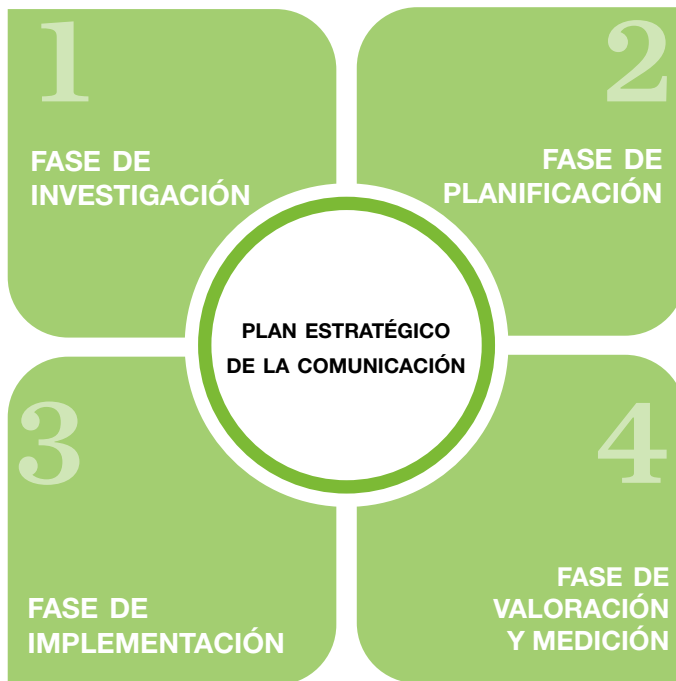 1
FASE DE
INVESTIGACIÓN
2
FASE DE
PLANIFICACIÓN
PLAN ESTRATÉGICO
DE LA COMUNICACIÓN
3
FASE DE
IMPLEMENTACIÓN
4
FASE DE
VALORACIÓN
Y MEDICIÓN